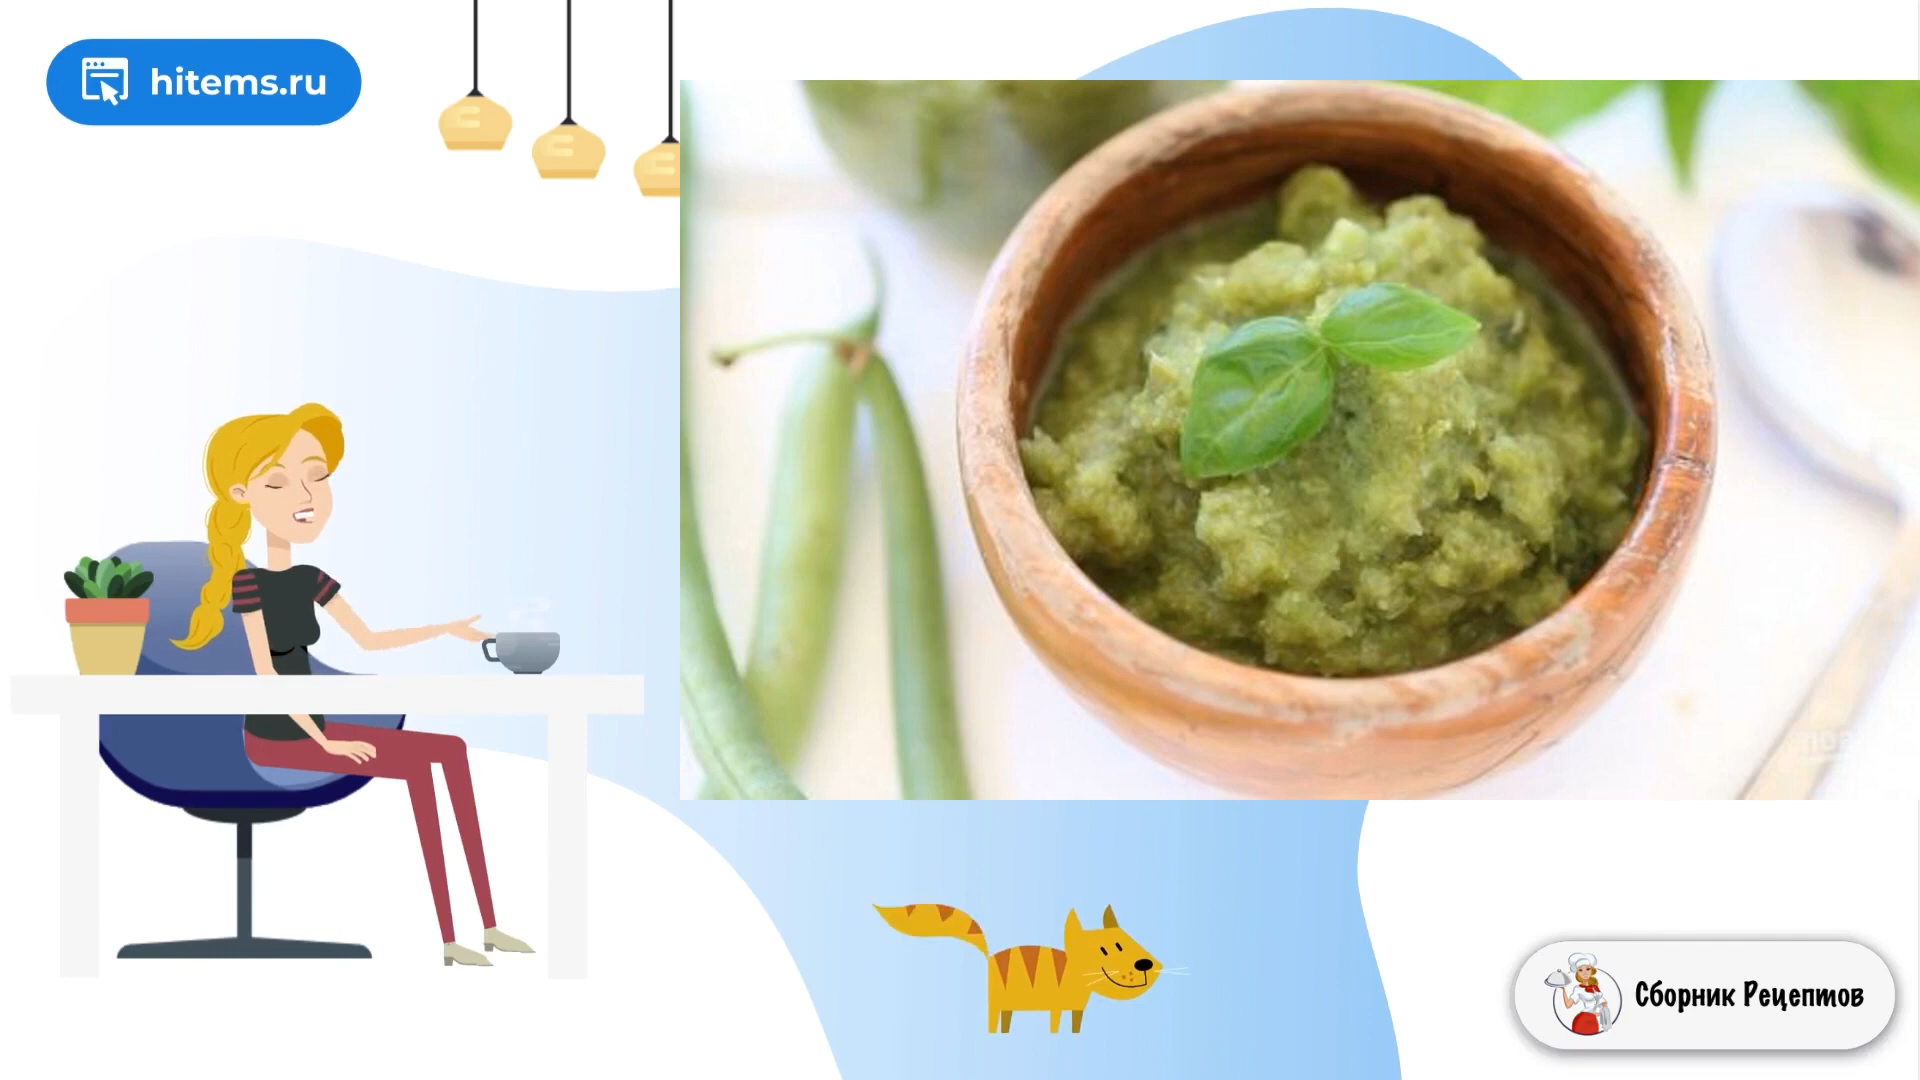 hitems.ru
Сборник Рецептов